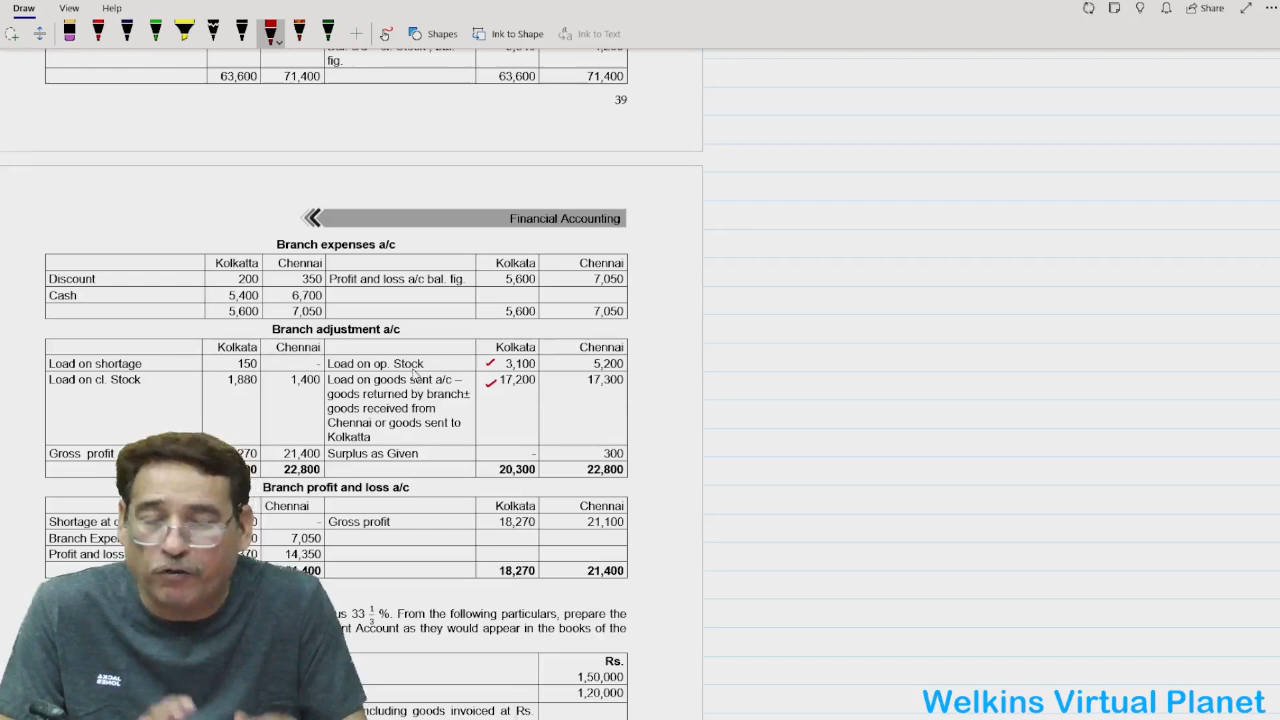 Draw View Help
Shapes Ink to Shape Ink to Text Share
fig.
63,600 71,400 63,600 71,400
39
Financial Accounting
Branch expenses a/c
Kolkatta Chennai Kolkata Chennai
Discount 200 350 Profit and loss a/c bal. fig. 5,600 7,050
Cash 5,400 6,700
5,600 7,050 5,600 7,050
Branch adjustment a/c
Kolkata Chennai Kolkata Chennai
Load on shortage 150 - Load on op. Stock 3,100 5,200
Load on cl. Stock 1,880 1,400 Load on goods sent a/c – 17,200 17,300
goods returned by branch±
goods received from
Chennai or goods sent to
Kolkatta
Gross profit 270 21,400 Surplus as Given - 300
22,800 20,300 22,800
Branch profit and loss a/c
Chennai Kolkata Chennai
Shortage at - Gross profit 18,270 21,100
Branch 7,050
Profit and loss 14,350
18,270 21,400
33 1/3 %. From the following particulars, prepare the
Account as they would appear in the books of the
Rs.
1,50,000
1,20,000
including goods invoiced at Rs.
Welkins Virtual Planet